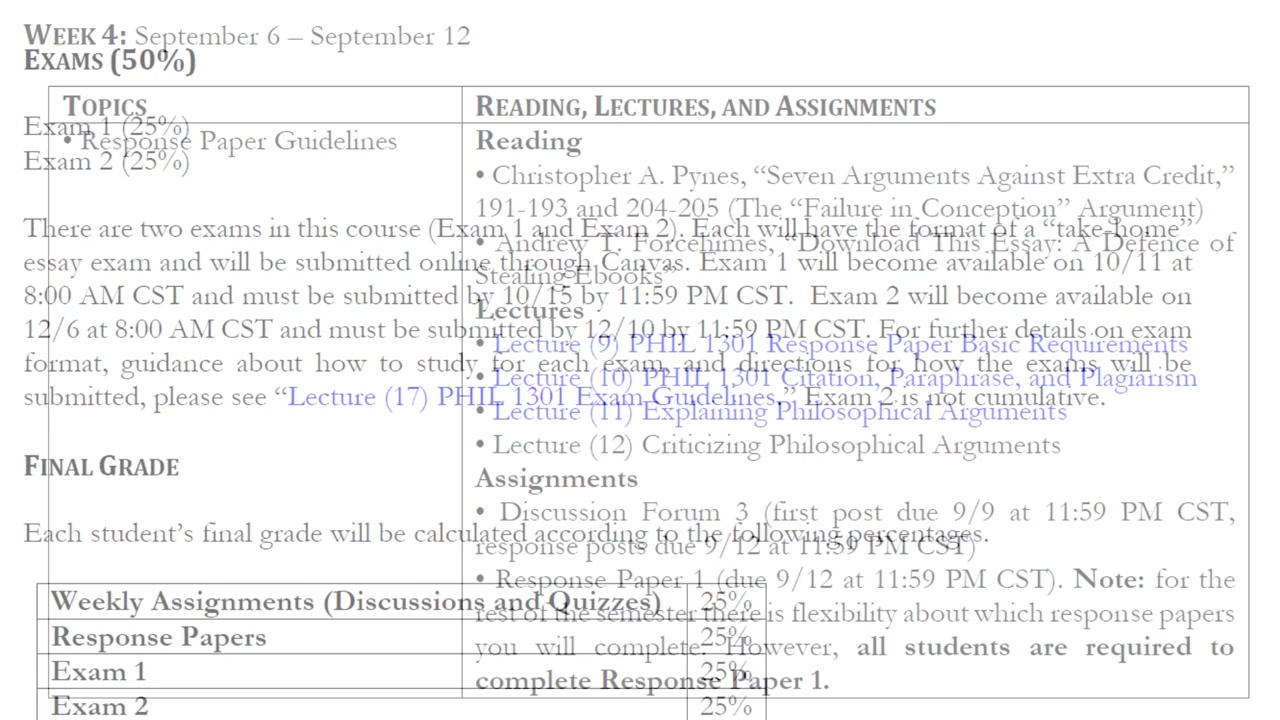 WEEK 4: September 6 – September 12
TOPICS
• Response Paper Guidelines
READING, LECTURES, AND ASSIGNMENTS
Reading
• Christopher A. Pynes, “Seven Arguments Against Extra Credit,”
191-193 and 204-205 (The “Failure in Conception” Argument)
• Andrew T. Forcehimes, “Download This Essay: A Defence of
Stealing Ebooks”
Lectures
• Lecture (9) PHIL 1301 Response Paper Basic Requirements
• Lecture (10) PHIL 1301 Citation, Paraphrase, and Plagiarism
• Lecture (11) Explaining Philosophical Arguments
• Lecture (12) Criticizing Philosophical Arguments
Assignments
• Discussion Forum 3 (first post due 9/9 at 11:59 PM CST,
response posts due 9/12 at 11:59 PM CST)
• Response Paper 1 (due 9/12 at 11:59 PM CST). Note: for the
rest of the semester there is flexibility about which response papers
you will complete. However, all students are required to
complete Response Paper 1.
EXAMS (50%)
Exam 1 (25%)
Exam 2 (25%)
There are two exams in this course (Exam 1 and Exam 2). Each will have the format of a “take-home”
essay exam and will be submitted online through Canvas. Exam 1 will become available on 10/11 at
8:00 AM CST and must be submitted by 10/15 by 11:59 PM CST. Exam 2 will become available on
12/6 at 8:00 AM CST and must be submitted by 12/10 by 11:59 PM CST. For further details on exam
format, guidance about how to study for each exam, and directions for how the exams will be
submitted, please see “Lecture (17) PHIL 1301 Exam Guidelines.” Exam 2 is not cumulative.
FINAL GRADE
Each student’s final grade will be calculated according to the following percentages.
Weekly Assignments (Discussions and Quizzes) 25%
Response Papers 25%
Exam 1 25%
Exam 2 25%